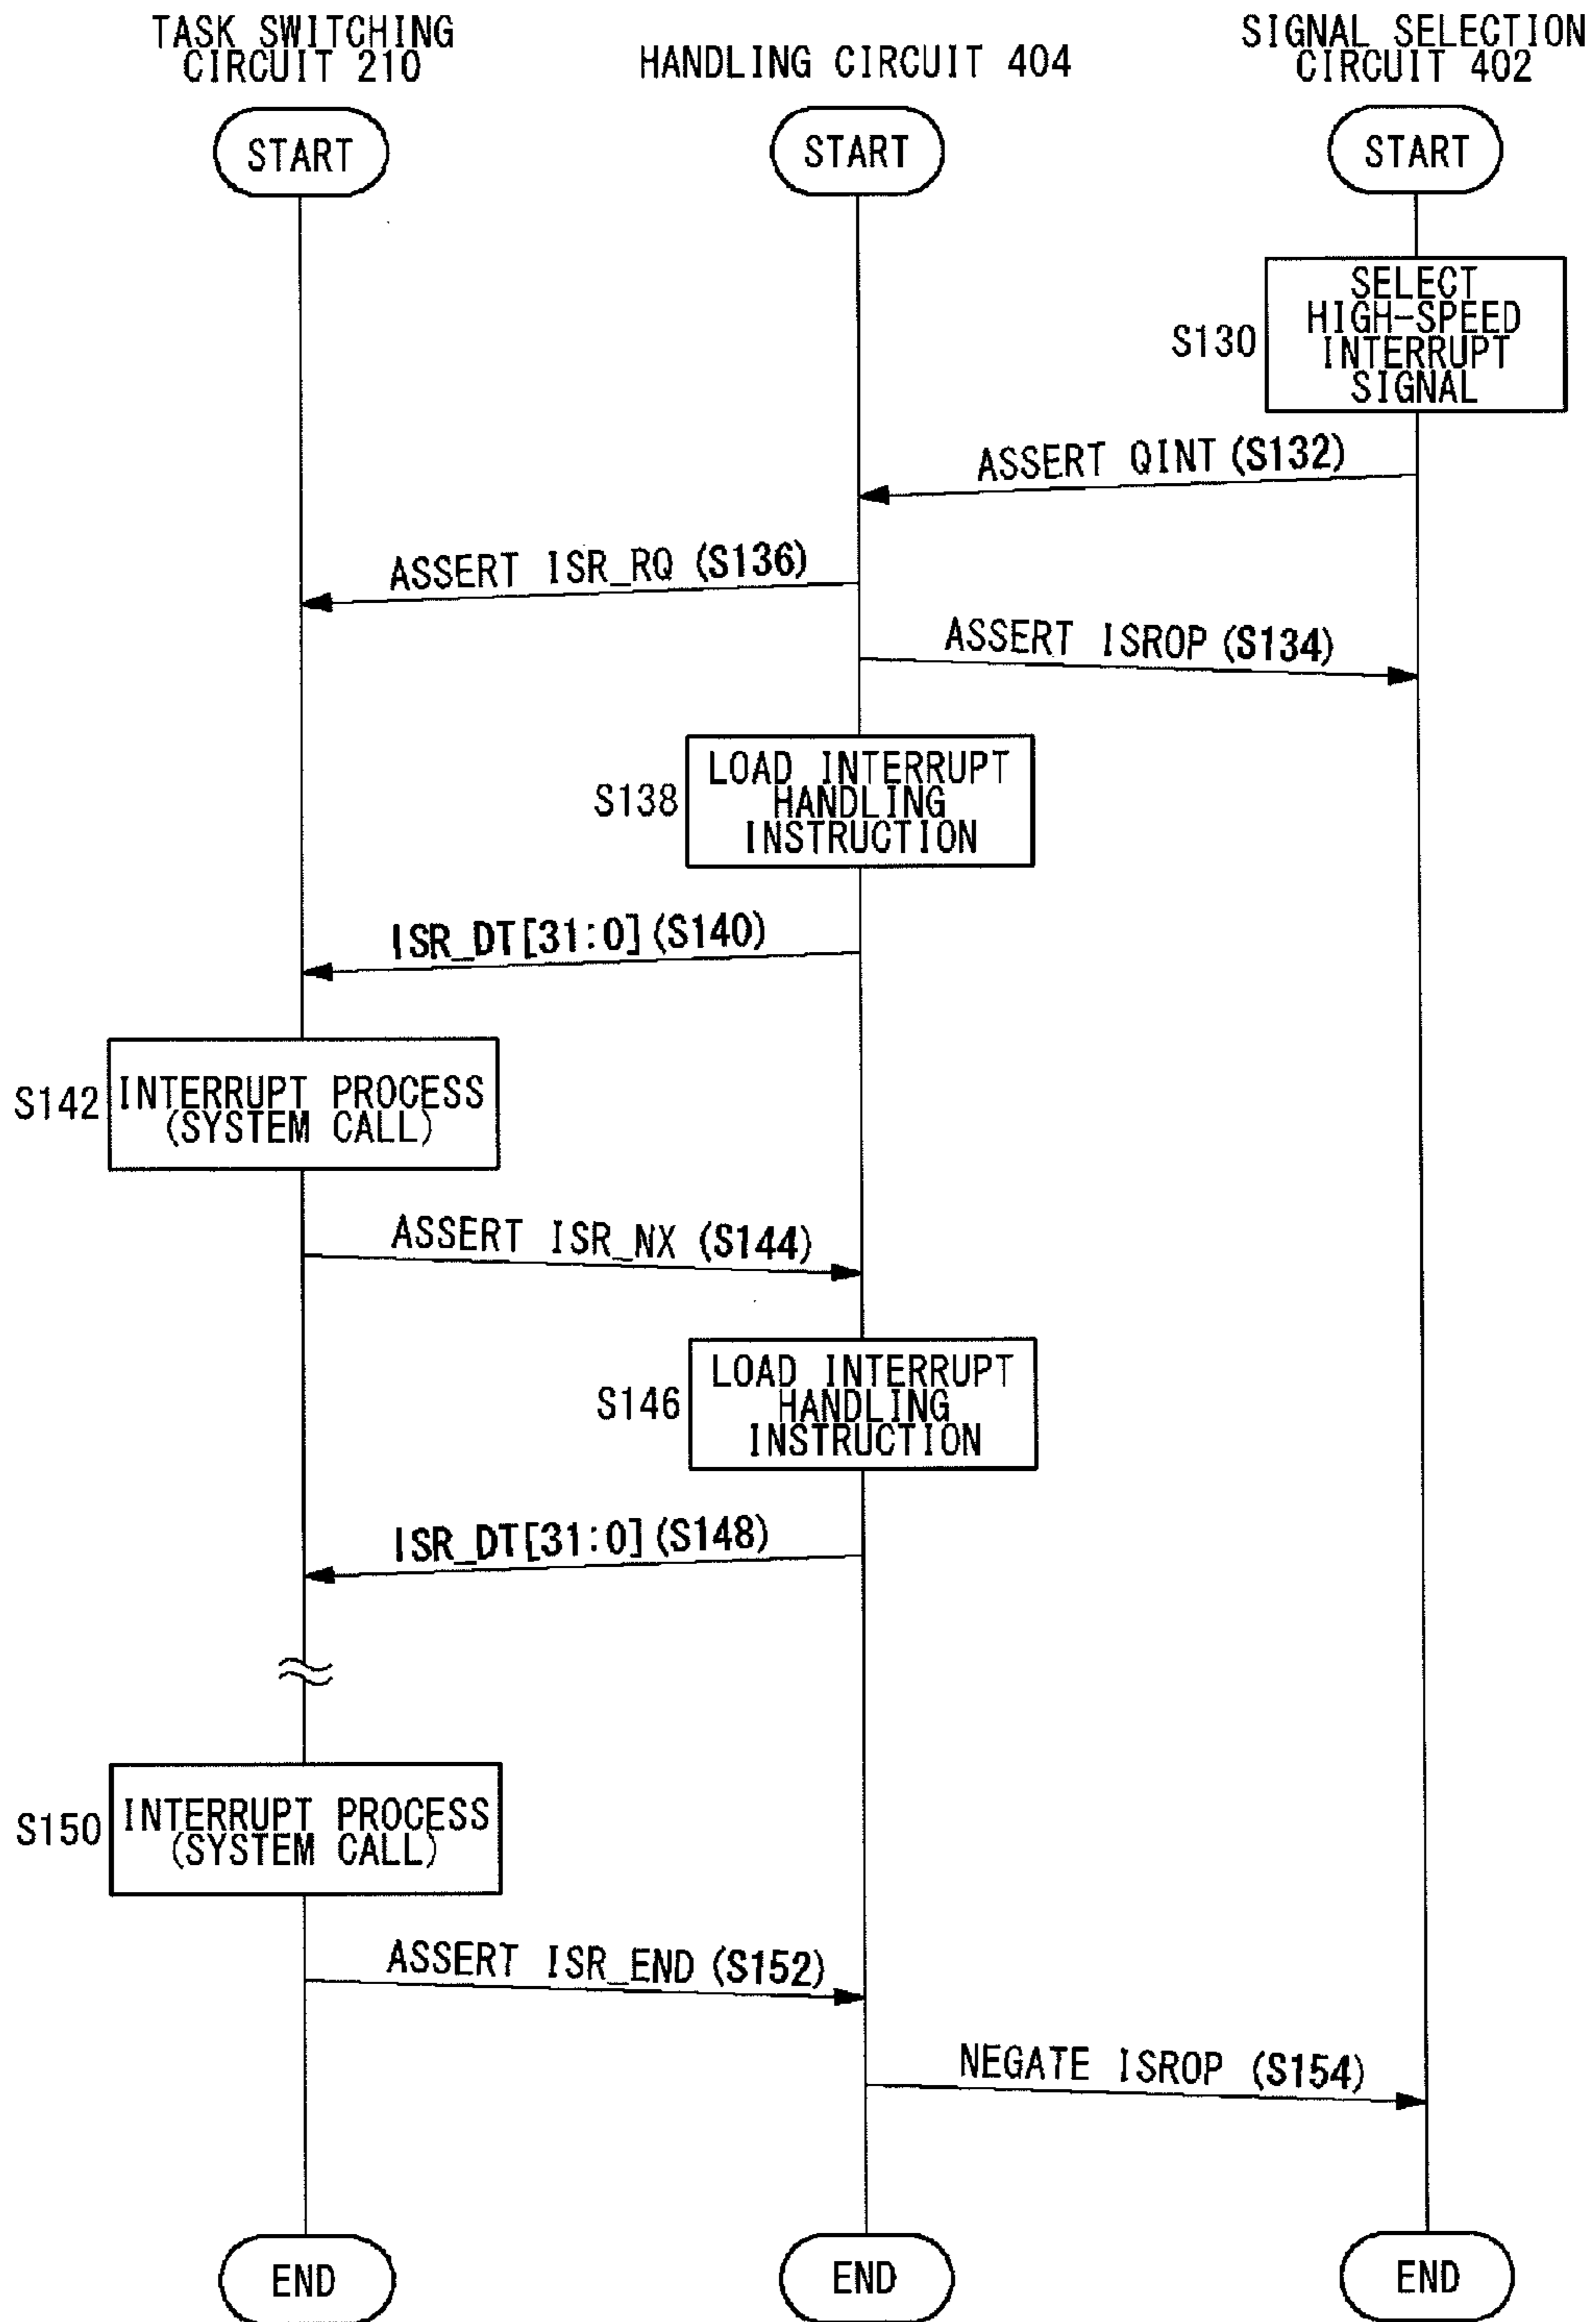 TASK SWITCHING
CIRCUIT 210
HANDLING CIRCUIT 404
SIGNAL SELECTION
CIRCUIT 402
START
START
START
S130
SELECT
HIGH-SPEED
INTERRUPT
SIGNAL
ASSERT QINT (S132)
ASSERT ISR_RQ (S136)
ASSERT ISROP (S134)
S138
LOAD INTERRUPT
HANDLING
INSTRUCTION
ISR_DT[31:0] (S140)
S142
INTERRUPT PROCESS
(SYSTEM CALL)
ASSERT ISR_NX (S144)
S146
LOAD INTERRUPT
HANDLING
INSTRUCTION
ISR_DT[31:0] (S148)
S150
INTERRUPT PROCESS
(SYSTEM CALL)
ASSERT ISR_END (S152)
NEGATE ISROP (S154)
END
END
END